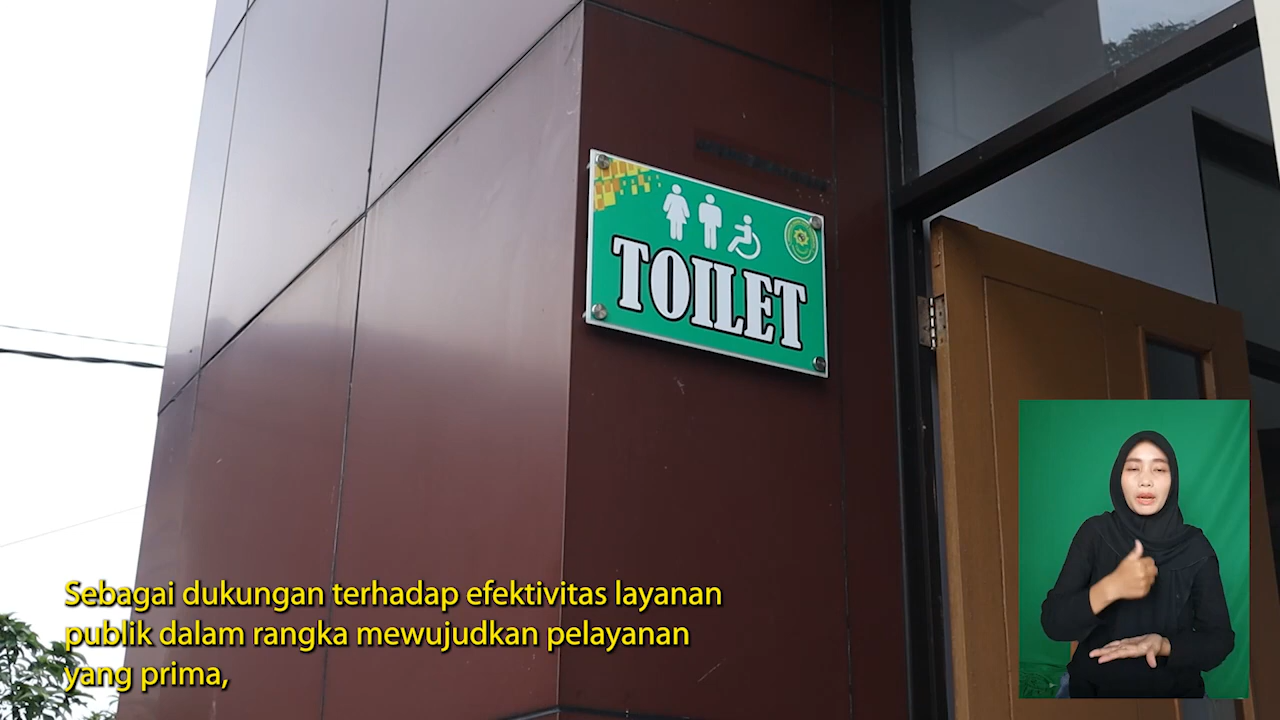 TOILET
Sebagai dukungan terhadap efektivitas layanan
publik dalam rangka mewujudkan pelayanan
yang prima,